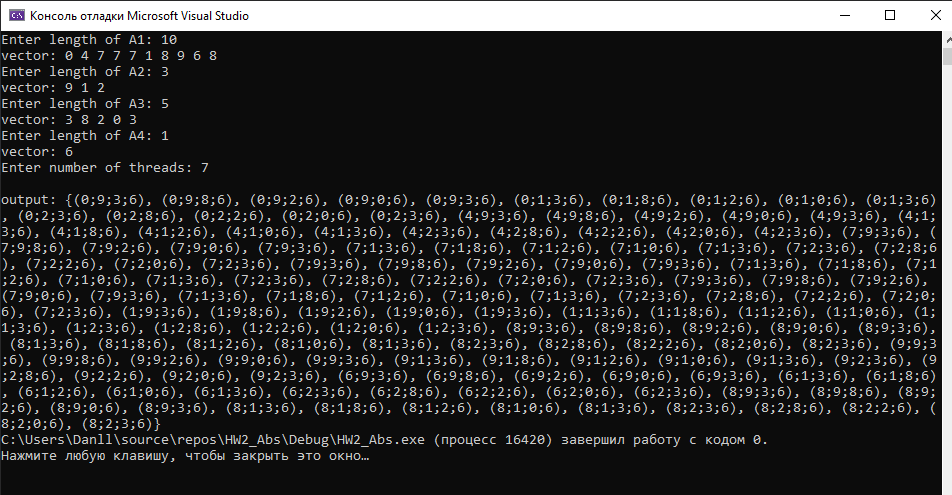 Консоль отладки Microsoft Visual Studio
Enter length of A1: 10
vector: 0 4 7 7 7 1 8 9 6 8
Enter length of A2: 3
vector: 9 1 2
Enter length of A3: 5
vector: 3 8 2 0 3
Enter length of A4: 1
vector: 6
Enter number of threads: 7
output: {(0;9;3;6), (0;9;8;6), (0;9;2;6), (0;9;0;6), (0;9;3;6), (0;1;3;6), (0;1;8;6), (0;1;2;6), (0;1;0;6), (0;1;3;6)
, (0;2;3;6), (0;2;8;6), (0;2;2;6), (0;2;0;6), (0;2;3;6), (4;9;3;6), (4;9;8;6), (4;9;2;6), (4;9;0;6), (4;9;3;6), (4;1;
3;6), (4;1;8;6), (4;1;2;6), (4;1;0;6), (4;1;3;6), (4;2;3;6), (4;2;8;6), (4;2;2;6), (4;2;0;6), (4;2;3;6), (7;9;3;6), (
7;9;8;6), (7;9;2;6), (7;9;0;6), (7;9;3;6), (7;1;3;6), (7;1;8;6), (7;1;2;6), (7;1;0;6), (7;1;3;6), (7;2;3;6), (7;2;8;6
), (7;2;2;6), (7;2;0;6), (7;2;3;6), (7;9;3;6), (7;9;8;6), (7;9;2;6), (7;9;0;6), (7;9;3;6), (7;1;3;6), (7;1;8;6), (7;1
;2;6), (7;1;0;6), (7;1;3;6), (7;2;3;6), (7;2;8;6), (7;2;2;6), (7;2;0;6), (7;2;3;6), (7;9;3;6), (7;9;8;6), (7;9;2;6),
(7;9;0;6), (7;9;3;6), (7;1;3;6), (7;1;8;6), (7;1;2;6), (7;1;0;6), (7;1;3;6), (7;2;3;6), (7;2;8;6), (7;2;2;6), (7;2;0;
6), (7;2;3;6), (1;9;3;6), (1;9;8;6), (1;9;2;6), (1;9;0;6), (1;9;3;6), (1;1;3;6), (1;1;8;6), (1;1;2;6), (1;1;0;6), (1;
1;3;6), (1;2;3;6), (1;2;8;6), (1;2;2;6), (1;2;0;6), (1;2;3;6), (8;9;3;6), (8;9;8;6), (8;9;2;6), (8;9;0;6), (8;9;3;6),
(8;1;3;6), (8;1;8;6), (8;1;2;6), (8;1;0;6), (8;1;3;6), (8;2;3;6), (8;2;8;6), (8;2;2;6), (8;2;0;6), (8;2;3;6), (9;9;3
;6), (9;9;8;6), (9;9;2;6), (9;9;0;6), (9;9;3;6), (9;1;3;6), (9;1;8;6), (9;1;2;6), (9;1;0;6), (9;1;3;6), (9;2;3;6), (9
;2;8;6), (9;2;2;6), (9;2;0;6), (9;2;3;6), (6;9;3;6), (6;9;8;6), (6;9;2;6), (6;9;0;6), (6;9;3;6), (6;1;3;6), (6;1;8;6),
(6;1;2;6), (6;1;0;6), (6;1;3;6), (6;2;3;6), (6;2;8;6), (6;2;2;6), (6;2;0;6), (6;2;3;6), (8;9;3;6), (8;9;8;6), (8;9;
2;6), (8;9;0;6), (8;9;3;6), (8;1;3;6), (8;1;8;6), (8;1;2;6), (8;1;0;6), (8;1;3;6), (8;2;3;6), (8;2;8;6), (8;2;2;6), (
8;2;0;6), (8;2;3;6)}
C:\Users\Danll\source\repos\HW2_Abs\Debug\HW2_Abs.exe (процесс 16420) завершил работу с кодом 0.
Нажмите любую клавишу, чтобы закрыть это окно…